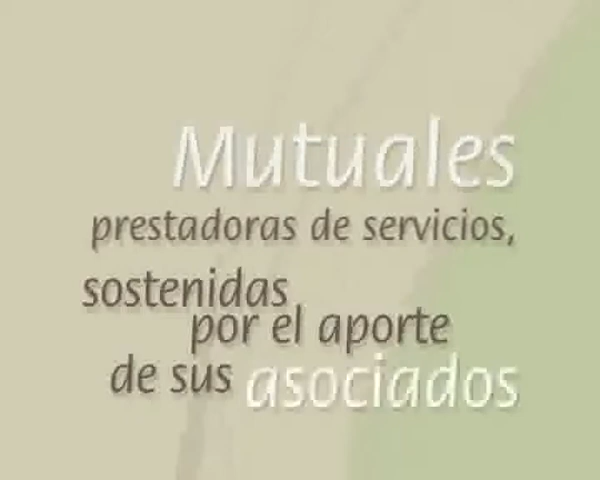 Mutuales
prestadoras de servicios,
sostenidas
por el aporte
de sus asociados